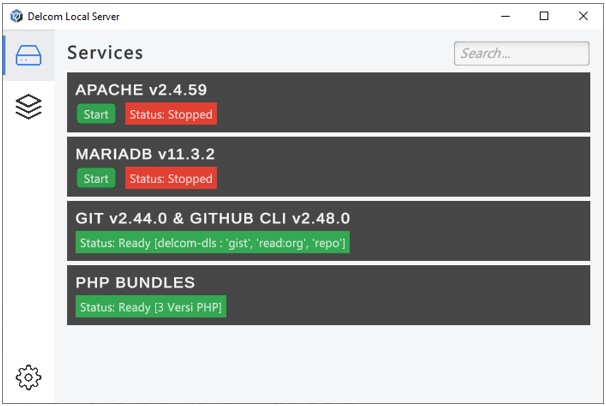 Delcom Local Server
Services
Search...
APACHE v2.4.59
Start
Status: Stopped
MARIADB v11.3.2
Start
Status: Stopped
GIT v2.44.0 & GITHUB CLI v2.48.0
Status: Ready [delcom-dls : 'gist', 'read:org', 'repo']
PHP BUNDLES
Status: Ready [3 Versi PHP]